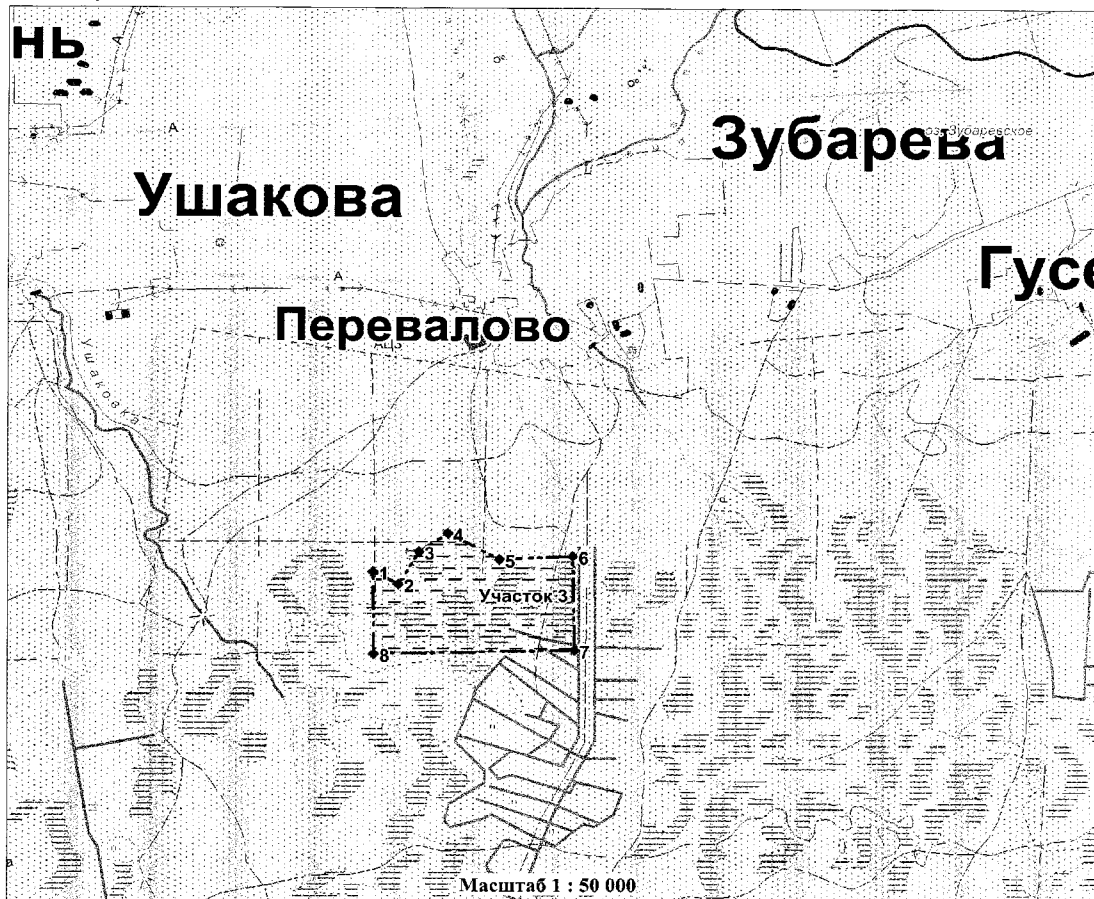 нь
А
А
Зубарева
оз. Зубаревское
Ушакова
Гусе
А
Перевалово
АПЗ
Ушаковка
Р
4
3
1
2
5
6
Участок 3
7
8
Масштаб 1 : 50 000